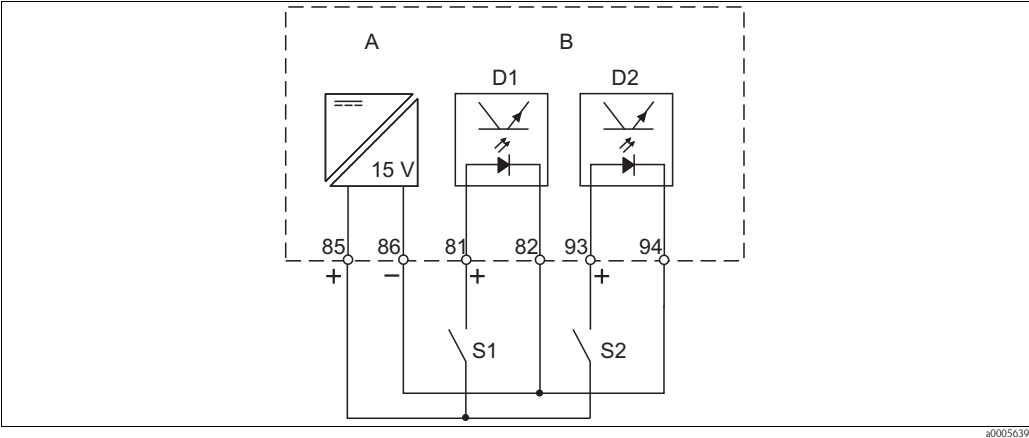 A B
D1 D2
15 V
85 86 81 82 93 94
+ − + +
S1 S2
a0005639